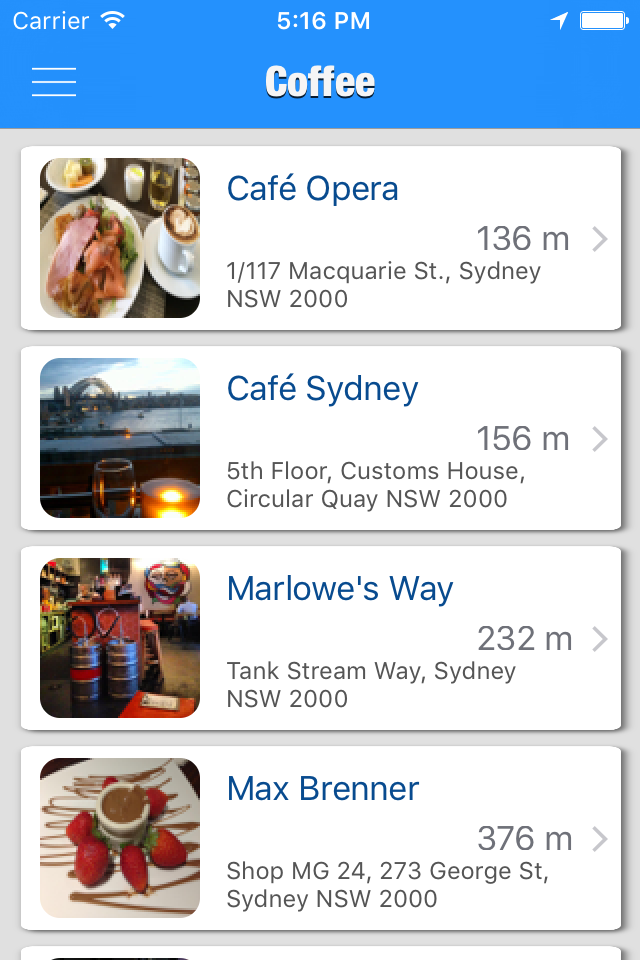 Carrier 5:16 PM
Coffee
Café Opera
136 m
1/117 Macquarie St., Sydney
NSW 2000
Café Sydney
156 m
5th Floor, Customs House,
Circular Quay NSW 2000
Marlowe's Way
232 m
Tank Stream Way, Sydney
NSW 2000
Max Brenner
376 m
Shop MG 24, 273 George St,
Sydney NSW 2000